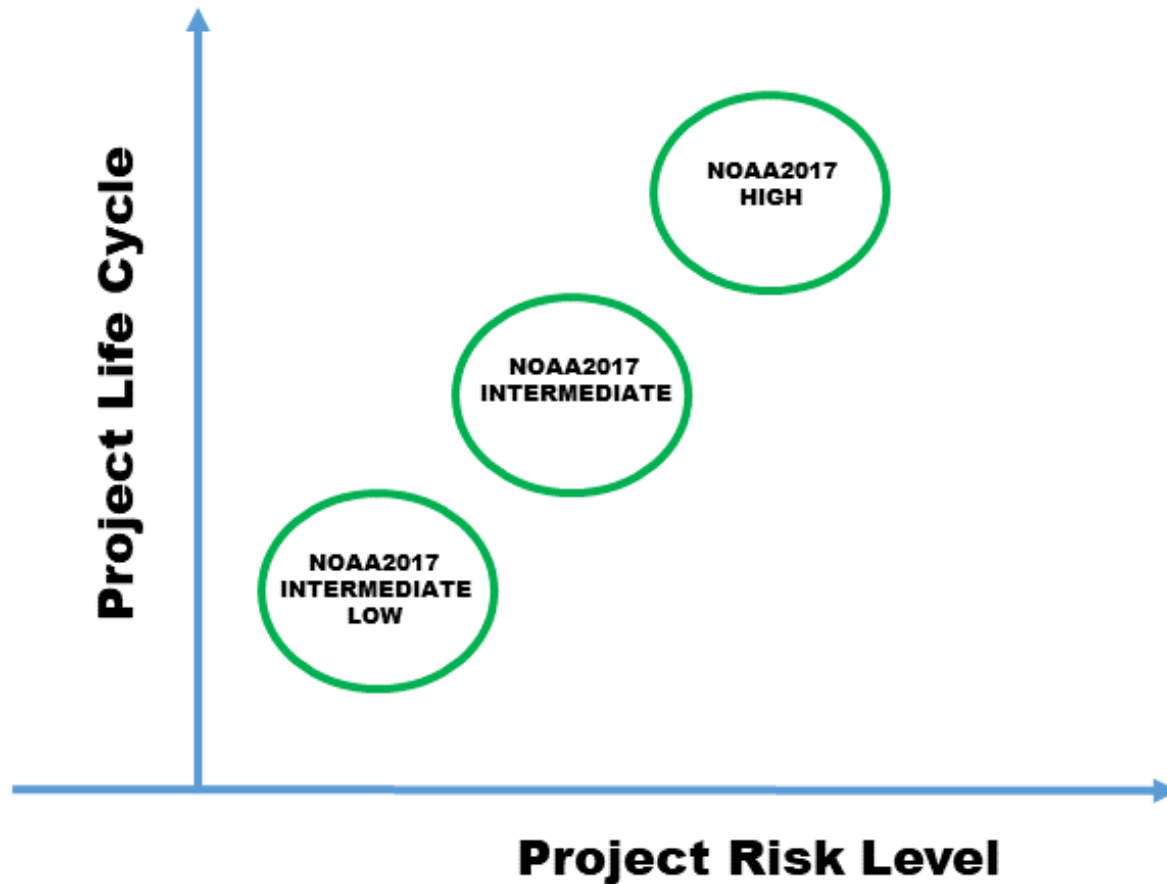 Project Life Cycle
NOAA2017
HIGH
NOAA2017
INTERMEDIATE
NOAA2017
INTERMEDIATE
LOW
Project Risk Level